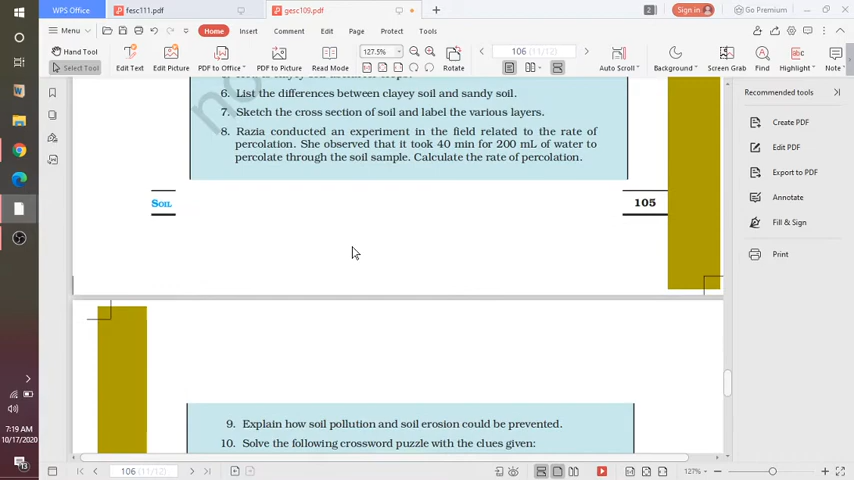 WPS Office
fesc111.pdf
gesc109.pdf
2
Sign in
Go Premium
Menu
Home
Insert
Comment
Edit
Page
Protect
Tools
Hand Tool
Select Tool
Edit Text
Edit Picture
PDF to Office
PDF to Picture
Read Mode
127.5%
Rotate
106 (11/12)
Auto Scroll
Background
Screen Grab
Find
Highlight
Note
6. List the differences between clayey soil and sandy soil.
7. Sketch the cross section of soil and label the various layers.
8. Razia conducted an experiment in the field related to the rate of
percolation. She observed that it took 40 min for 200 mL of water to
percolate through the soil sample. Calculate the rate of percolation.
SOIL
105
9. Explain how soil pollution and soil erosion could be prevented.
10. Solve the following crossword puzzle with the clues given:
Recommended tools
Create PDF
Edit PDF
Export to PDF
Annotate
Fill & Sign
Print
7:19 AM
10/17/2020
13
106 (11/12)
127%